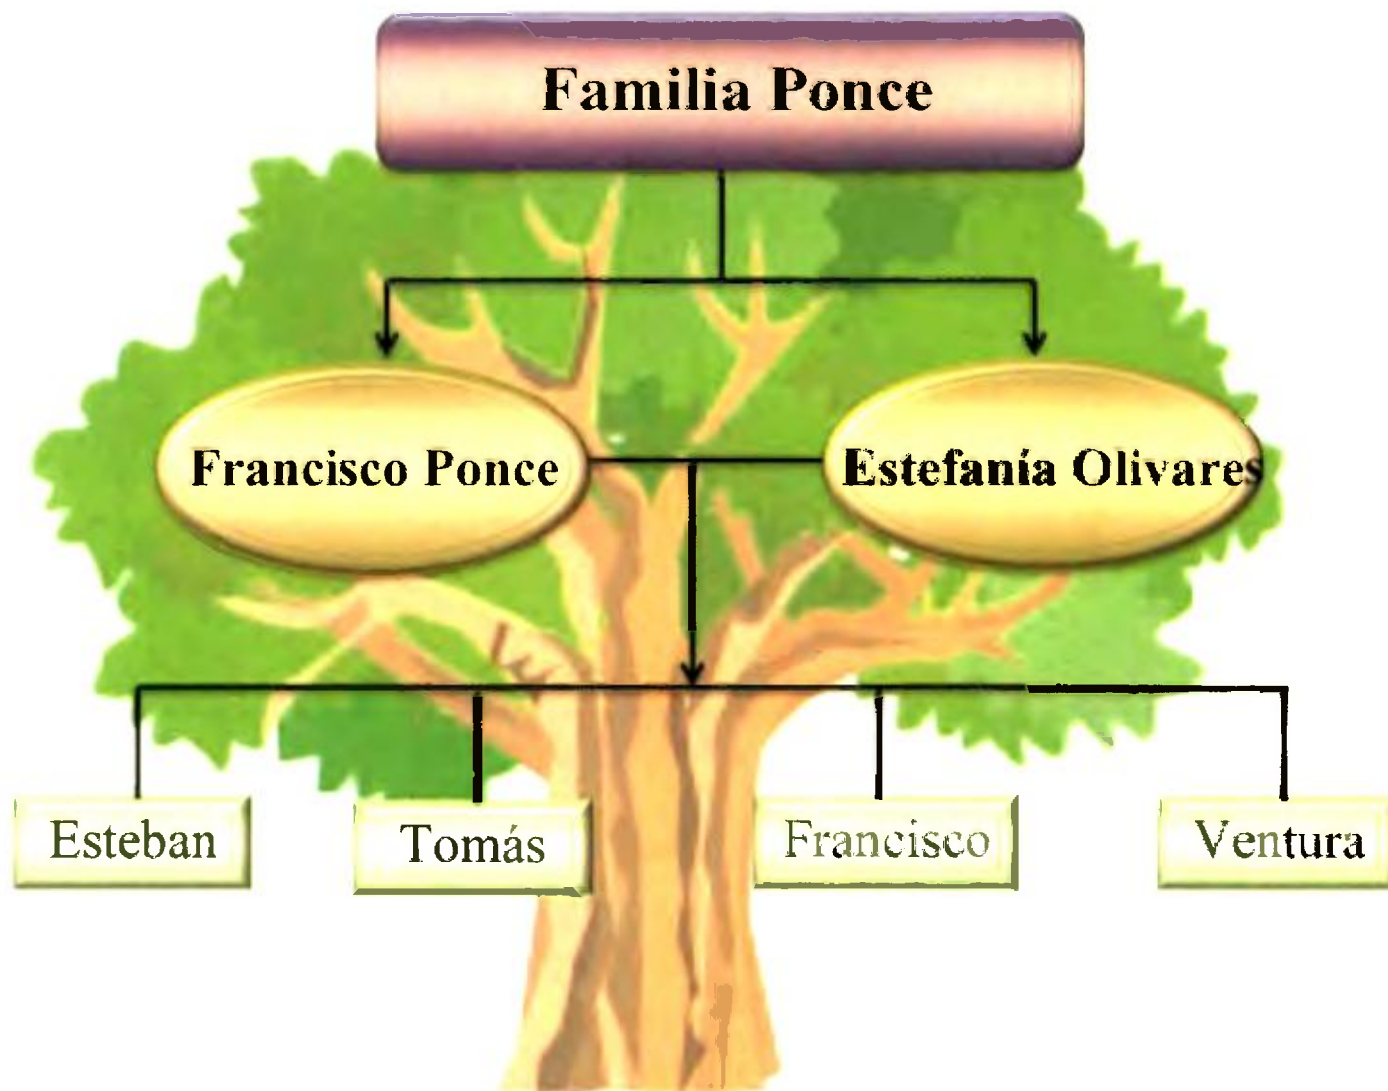 Familia Ponce
Francisco Ponce
Estefanía Olivares
Esteban
Tomás
Francisco
Ventura